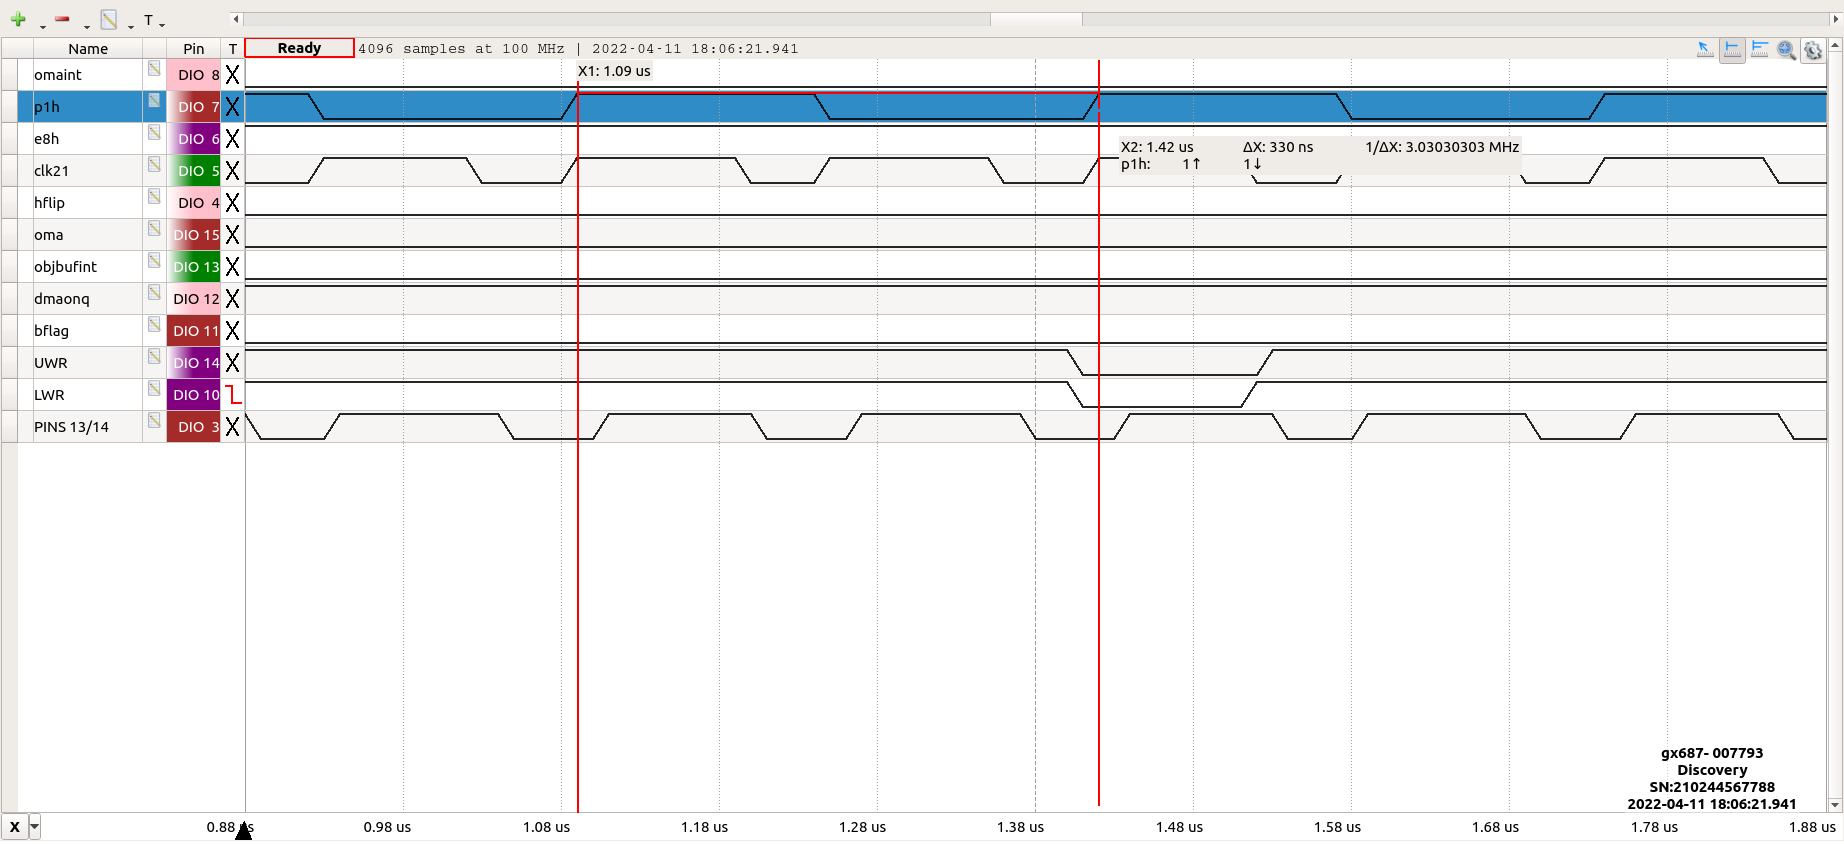 T
Name Pin T Ready 4096 samples at 100 MHz | 2022-04-11 18:06:21.941
omaint DIO 8 X
X1: 1.09 us
p1h DIO 7 X
e8h DIO 6 X
X2: 1.42 us ΔX: 330 ns 1/ΔX: 3.03030303 MHz
p1h: 1↑ 1↓
clk21 DIO 5 X
hflip DIO 4 X
oma DIO 15 X
objbufint DIO 13 X
dmaonq DIO 12 X
bflag DIO 11 X
UWR DIO 14 X
LWR DIO 10
PINS 13/14 DIO 3 X
gx687- 007793
Discovery
SN:210244567788
2022-04-11 18:06:21.941
X 0.88 us 0.98 us 1.08 us 1.18 us 1.28 us 1.38 us 1.48 us 1.58 us 1.68 us 1.78 us 1.88 us